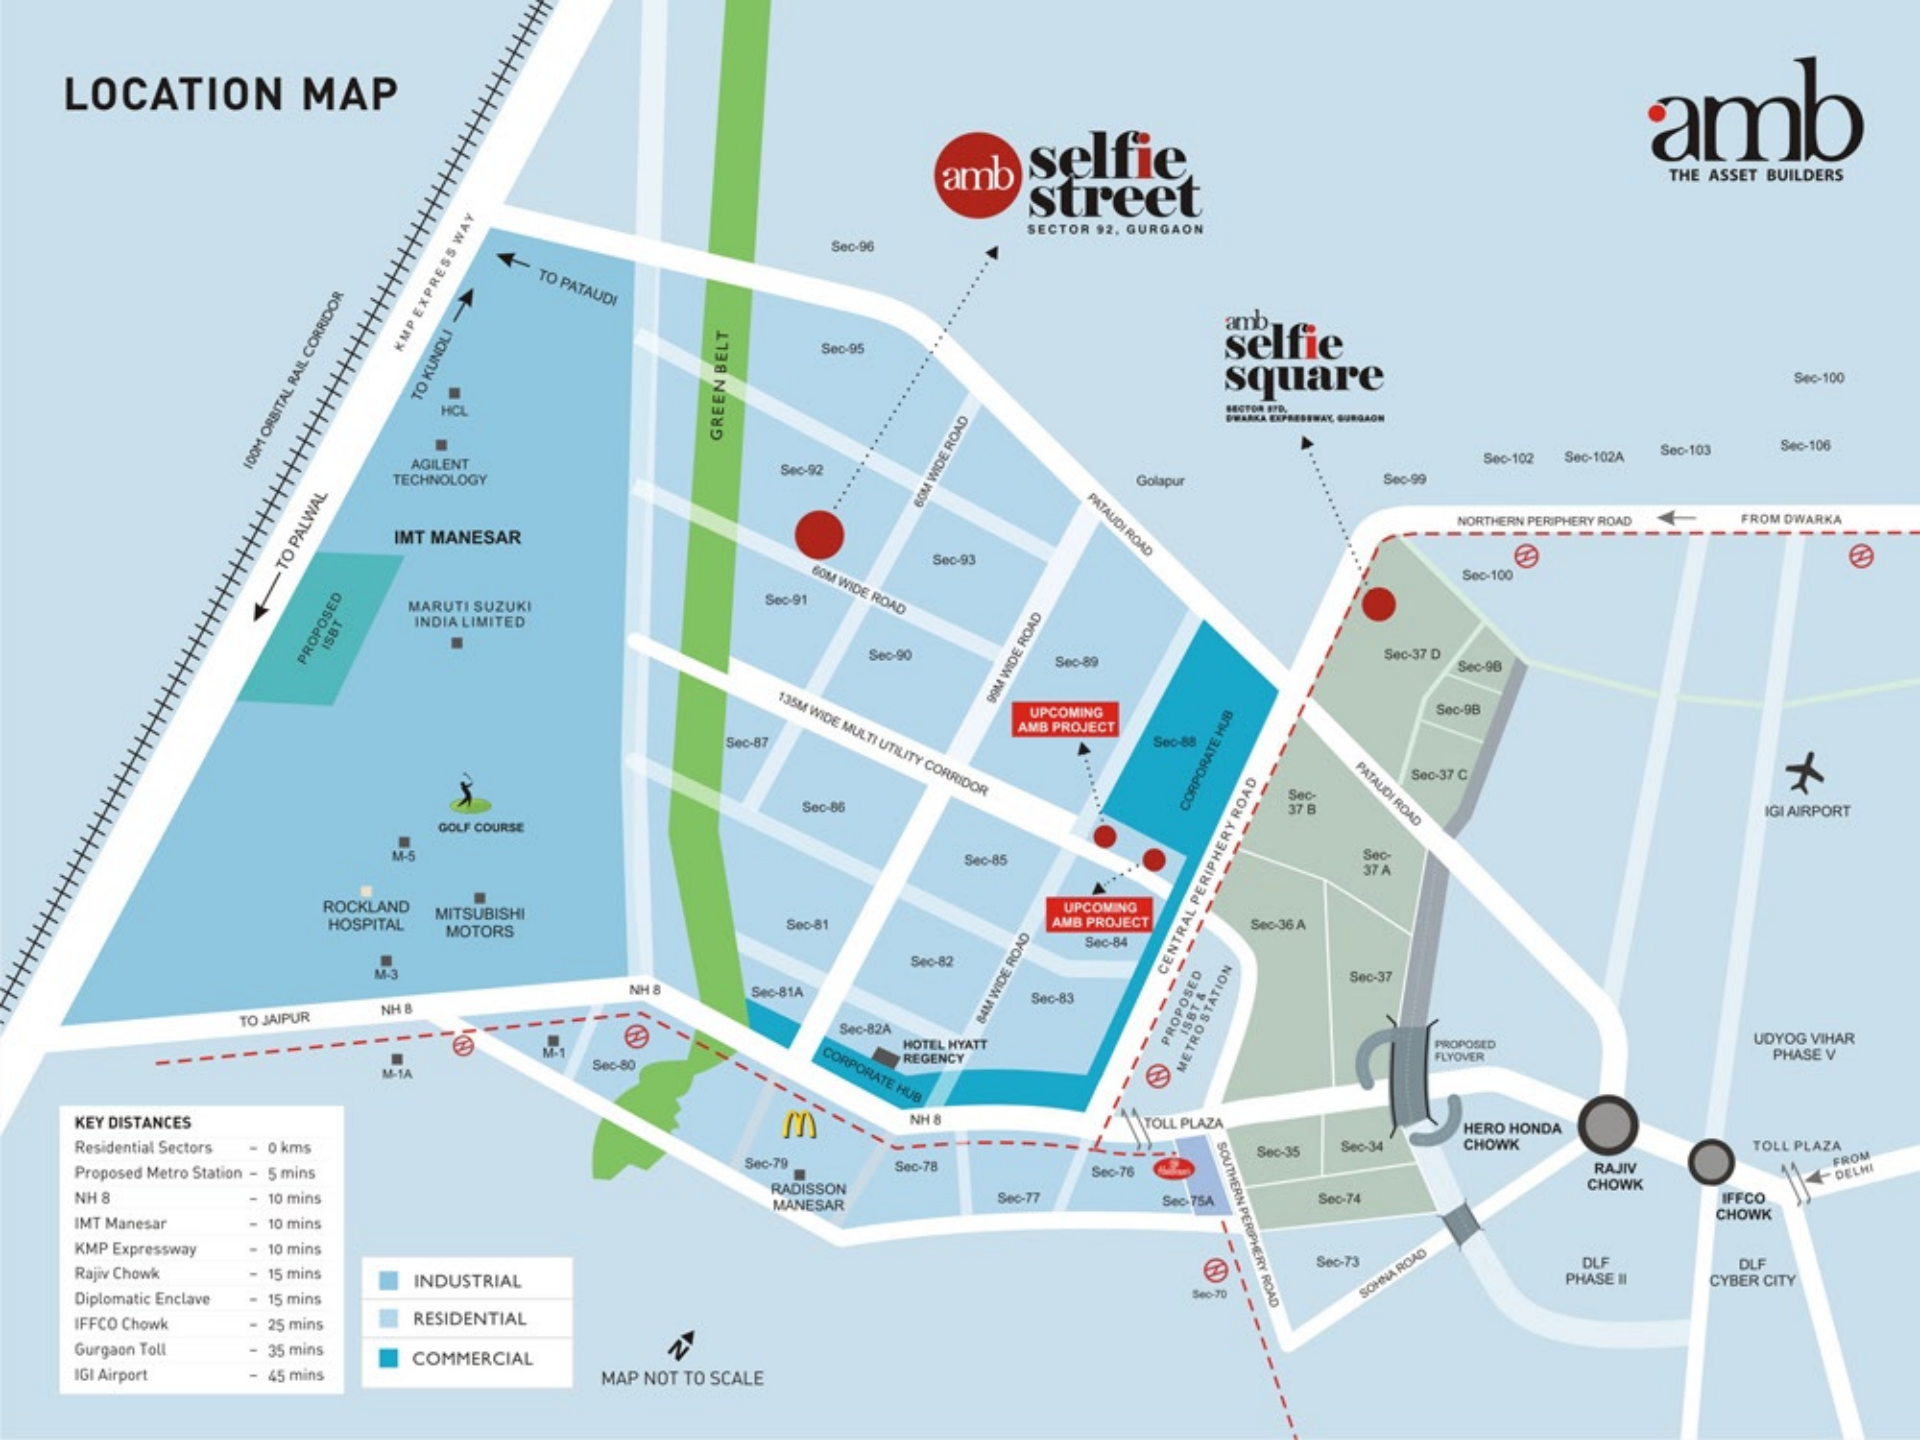 LOCATION MAP
amb
THE ASSET BUILDERS
amb
selfie
street
SECTOR 92, GURGAON
amb
selfie
square
SECTOR 37D,
DWARKA EXPRESSWAY, GURGAON
Sec-96
TO PATAUDI
KMP EXPRESS WAY
TO KUNDLI
100M ORBITAL RAIL CORRIDOR
TO PALWAL
HCL
AGILENT
TECHNOLOGY
IMT MANESAR
PROPOSED
ISBT
MARUTI SUZUKI
INDIA LIMITED
GOLF COURSE
M-5
ROCKLAND
HOSPITAL
MITSUBISHI
MOTORS
M-3
GREEN BELT
Sec-95
Sec-92
60M WIDE ROAD
Sec-93
60M WIDE ROAD
Sec-91
Sec-90
99M WIDE ROAD
Sec-89
Golapur
PATAUDI ROAD
Sec-99
Sec-102
Sec-102A
Sec-103
Sec-106
Sec-100
NORTHERN PERIPHERY ROAD
FROM DWARKA
Sec-100
Sec-37 D
Sec-9B
Sec-9B
Sec-37 C
Sec-
37 B
PATAUDI ROAD
Sec-
37 A
IGI AIRPORT
135M WIDE MULTI UTILITY CORRIDOR
UPCOMING
AMB PROJECT
Sec-88
CORPORATE HUB
CENTRAL PERIPHERY ROAD
Sec-87
Sec-86
Sec-85
UPCOMING
AMB PROJECT
Sec-84
Sec-81
Sec-82
84M WIDE ROAD
Sec-83
Sec-81A
Sec-82A
HOTEL HYATT
REGENCY
CORPORATE HUB
PROPOSED
ISBT &
METRO STATION
Sec-36 A
Sec-37
PROPOSED
FLYOVER
UDYOG VIHAR
PHASE V
TO JAIPUR
NH 8
NH 8
NH 8
M-1A
M-1
Sec-80
Sec-79
RADISSON
MANESAR
Sec-78
Sec-77
Sec-76
Sec-75A
TOLL PLAZA
SOUTHERN PERIPHERY ROAD
Sec-35
Sec-34
Sec-74
Sec-73
Sec-70
SOHNA ROAD
HERO HONDA
CHOWK
RAJIV
CHOWK
IFFCO
CHOWK
TOLL PLAZA
FROM
DELHI
DLF
PHASE II
DLF
CYBER CITY
KEY DISTANCES
Residential Sectors - 0 kms
Proposed Metro Station - 5 mins
NH 8 - 10 mins
IMT Manesar - 10 mins
KMP Expressway - 10 mins
Rajiv Chowk - 15 mins
Diplomatic Enclave - 15 mins
IFFCO Chowk - 25 mins
Gurgaon Toll - 35 mins
IGI Airport - 45 mins
INDUSTRIAL
RESIDENTIAL
COMMERCIAL
N
MAP NOT TO SCALE